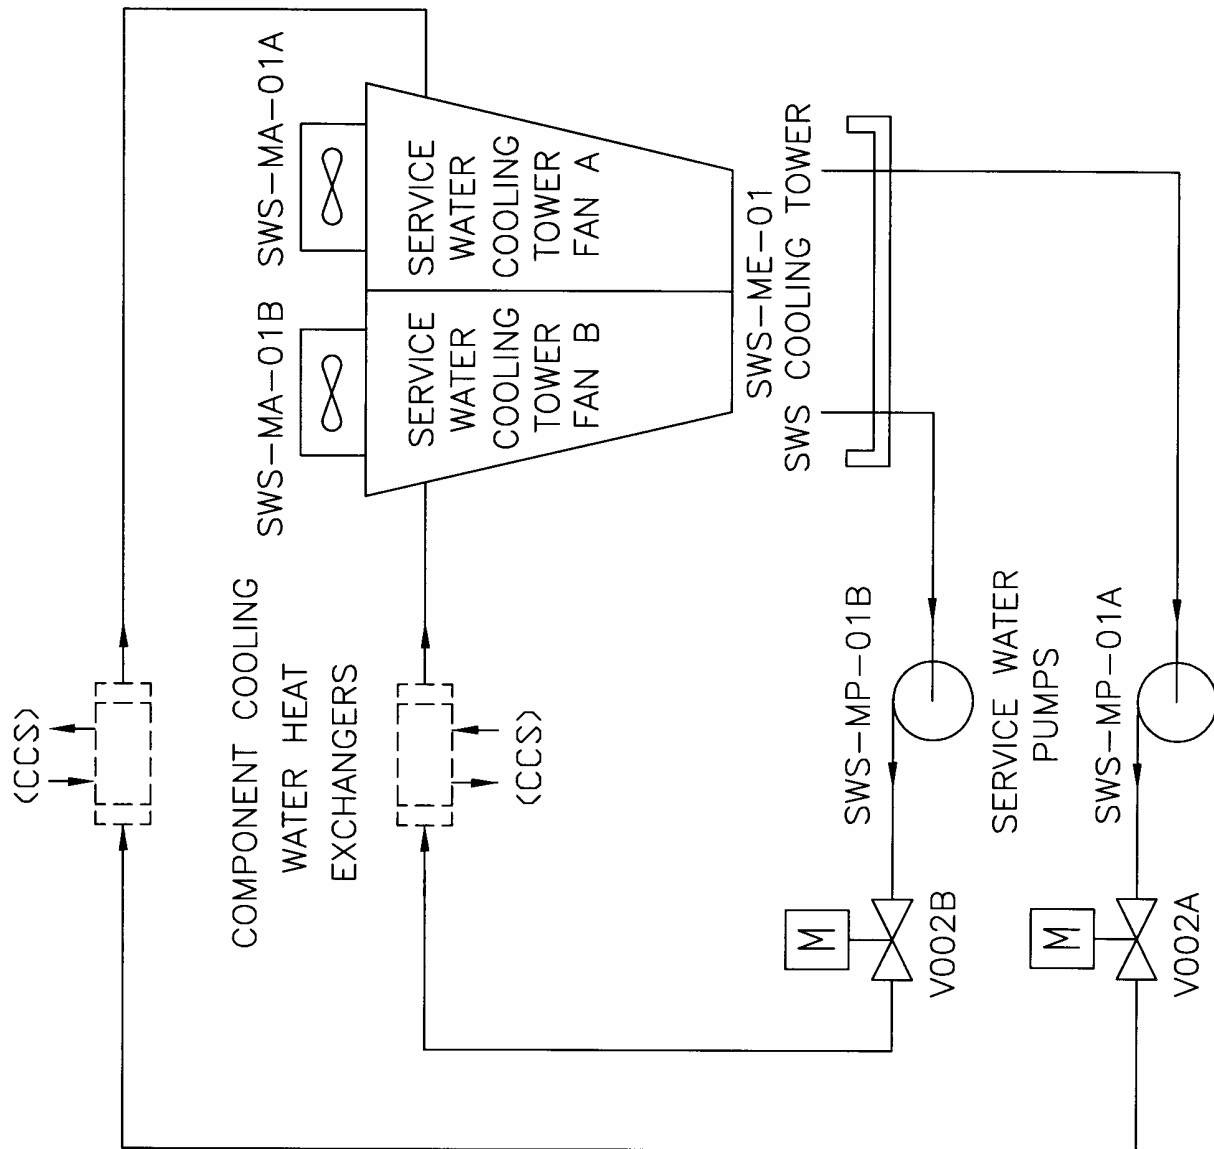 (CCS)
COMPONENT COOLING
WATER HEAT
EXCHANGERS
(CCS)
SWS-MA-01B
SWS-MA-01A
SERVICE
WATER
COOLING
TOWER
FAN B
SERVICE
WATER
COOLING
TOWER
FAN A
SWS-ME-01
SWS COOLING TOWER
M
V002B
SWS-MP-01B
SERVICE WATER
PUMPS
M
V002A
SWS-MP-01A